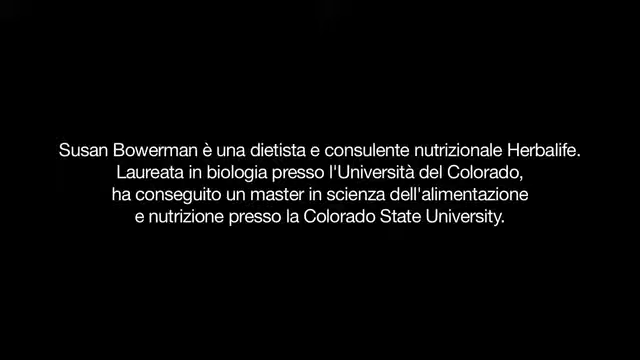 Susan Bowerman è una dietista e consulente nutrizionale Herbalife.
Laureata in biologia presso l'Università del Colorado,
ha conseguito un master in scienza dell'alimentazione
e nutrizione presso la Colorado State University.